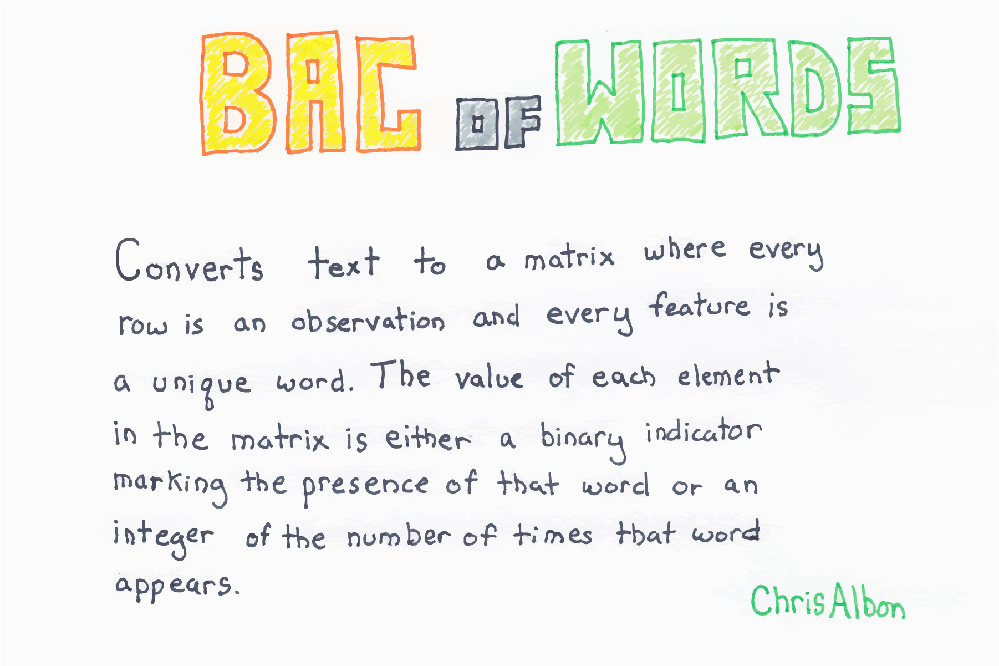 BAG OF WORDS
Converts text to a matrix where every
row is an observation and every feature is
a unique word. The value of each element
in the matrix is either a binary indicator
marking the presence of that word or an
integer of the number of times that word
appears.
ChrisAlbon